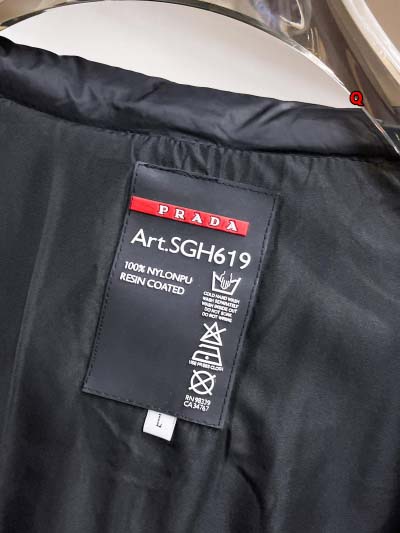 Q
PRADA
Art.SGH619
100% NYLONPU
RESIN COATED
COLD HAND WASH
WASH SEPARATELY
WASH INSIDE OUT
DO NOT SOAK
DO NOT WRING
USE PRESS CLOTH
RN 98239
CA 34767
L